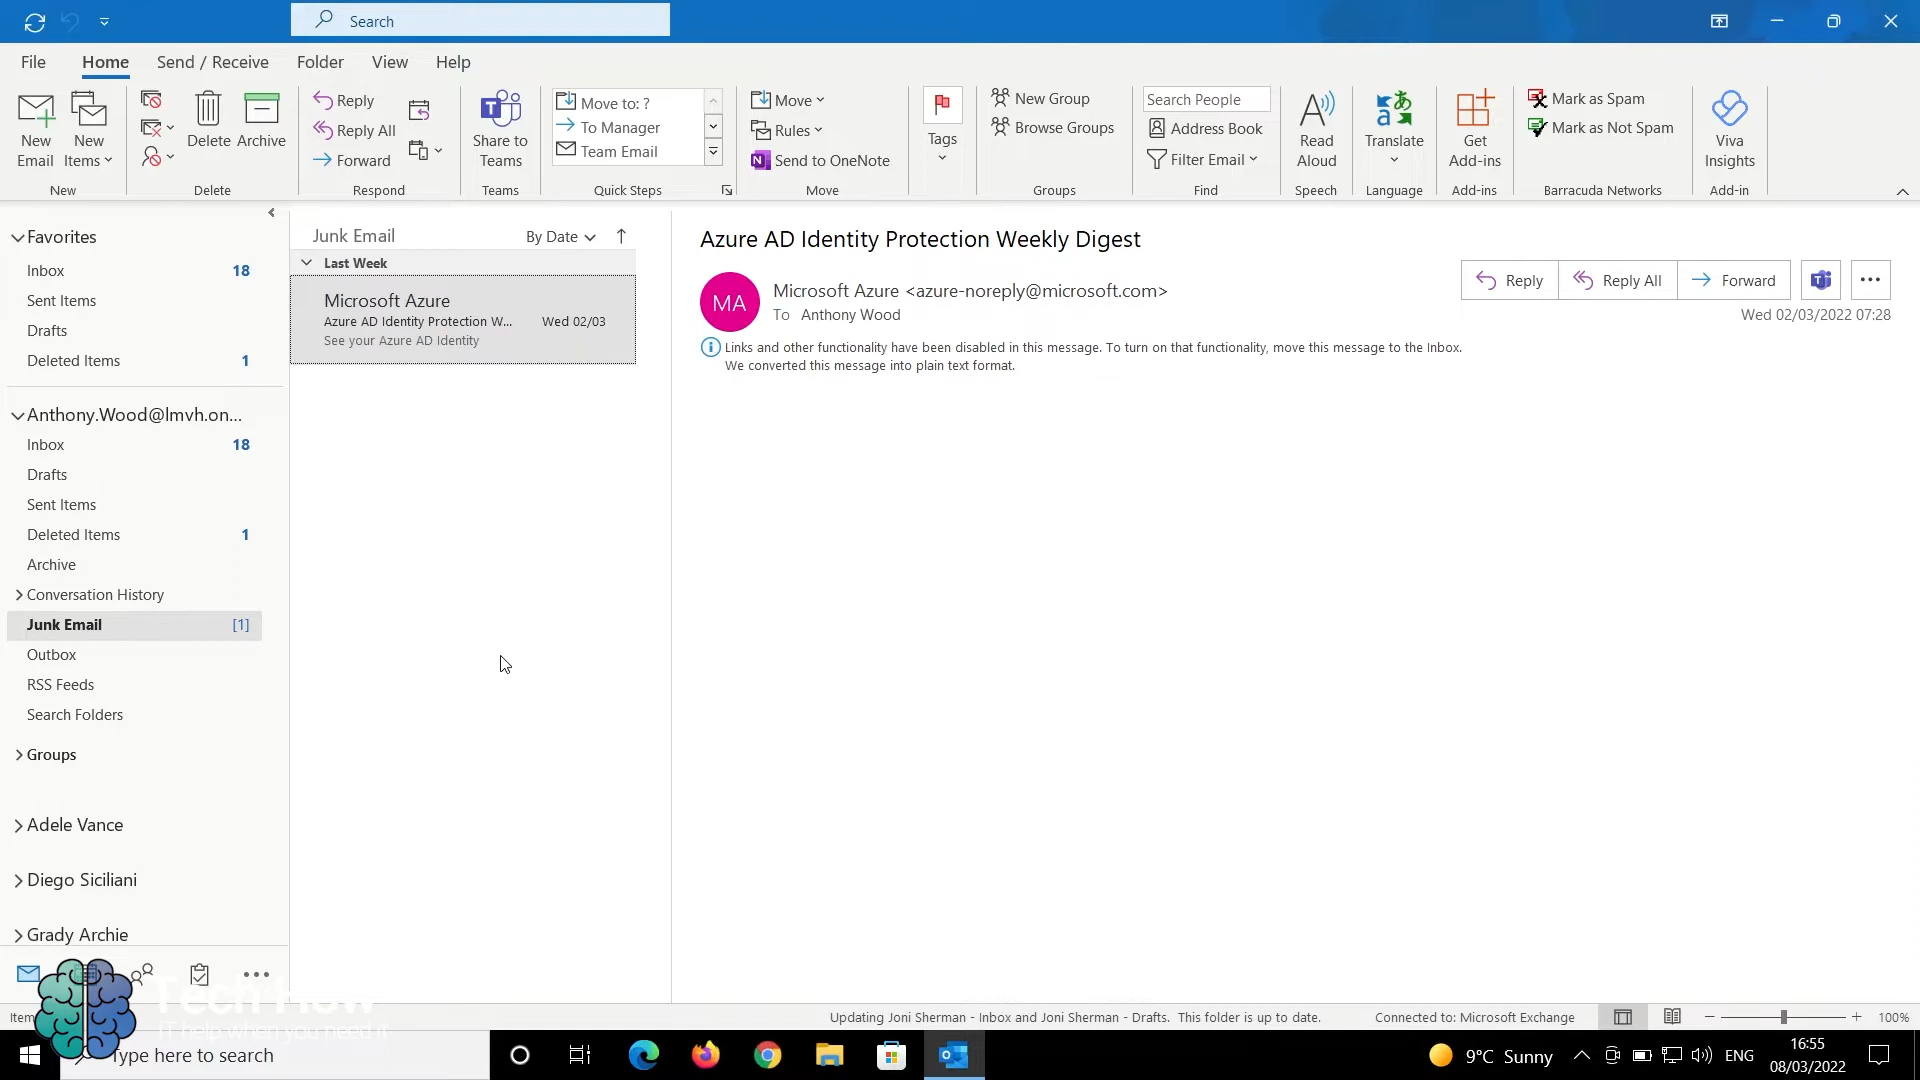 Search
File
Home
Send / Receive
Folder
View
Help
New
Email
New
Items
New
Delete
Archive
Delete
Reply
Reply All
Forward
Respond
Share to
Teams
Teams
Move to: ?
To Manager
Team Email
Quick Steps
Move
Rules
Send to OneNote
Move
Tags
New Group
Browse Groups
Groups
Search People
Address Book
Filter Email
Find
Read
Aloud
Speech
Translate
Language
Get
Add-ins
Add-ins
Mark as Spam
Mark as Not Spam
Barracuda Networks
Viva
Insights
Add-in
Favorites
Inbox 18
Sent Items
Drafts
Deleted Items 1
Anthony.Wood@lmvh.on...
Inbox 18
Drafts
Sent Items
Deleted Items 1
Archive
Conversation History
Junk Email [1]
Outbox
RSS Feeds
Search Folders
Groups
Adele Vance
Diego Siciliani
Grady Archie
Junk Email
By Date
Last Week
Microsoft Azure
Azure AD Identity Protection W... Wed 02/03
See your Azure AD Identity
Azure AD Identity Protection Weekly Digest
MA
Microsoft Azure <azure-noreply@microsoft.com>
To Anthony Wood
Reply
Reply All
Forward
Wed 02/03/2022 07:28
Links and other functionality have been disabled in this message. To turn on that functionality, move this message to the Inbox.
We converted this message into plain text format.
Tech How
IT help when you need it
Updating Joni Sherman - Inbox and Joni Sherman - Drafts. This folder is up to date.
Connected to: Microsoft Exchange
100%
Type here to search
9°C Sunny
ENG
16:55
08/03/2022